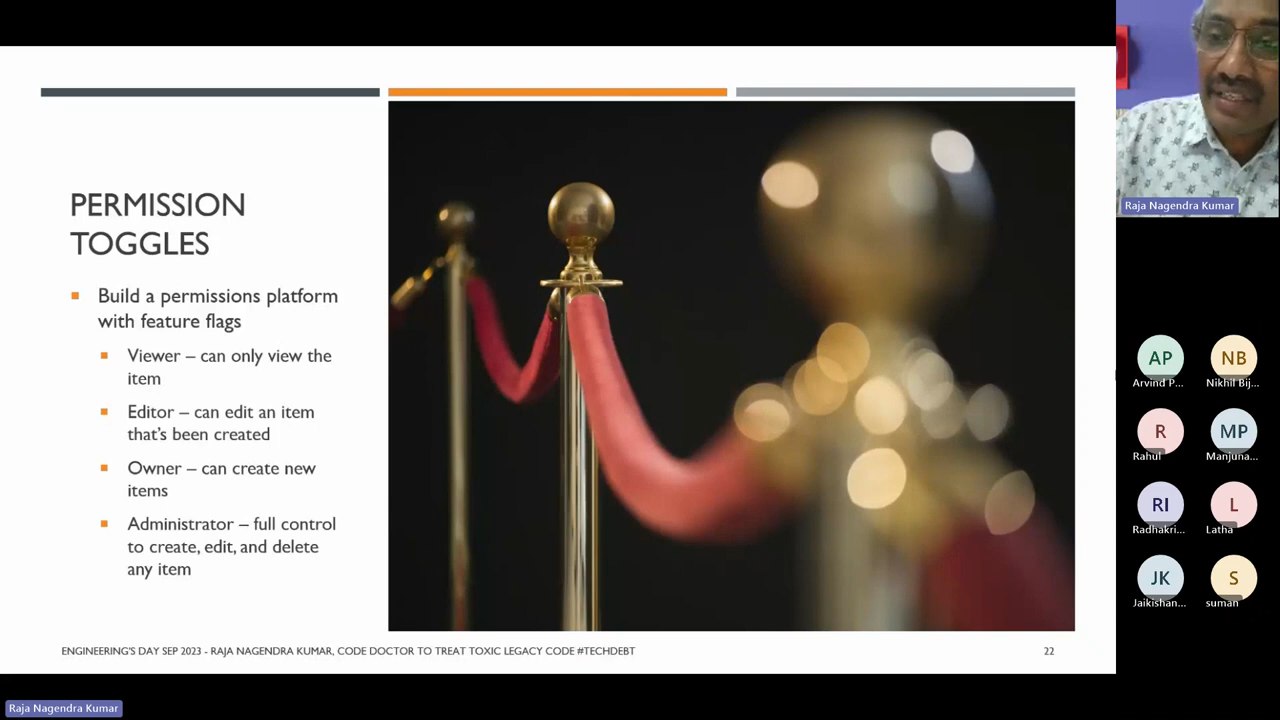 PERMISSION
TOGGLES
Build a permissions platform
with feature flags
Viewer – can only view the
item
Editor – can edit an item
that's been created
Owner – can create new
items
Administrator – full control
to create, edit, and delete
any item
ENGINEERING'S DAY SEP 2023 - RAJA NAGENDRA KUMAR, CODE DOCTOR TO TREAT TOXIC LEGACY CODE #TECHDEBT
22
Raja Nagendra Kumar
AP
NB
Arvind P...
Nikhil Bij...
R
MP
Rahul
Manjuna...
RI
L
Radhakri...
Latha
JK
S
Jaikishan...
suman
Raja Nagendra Kumar